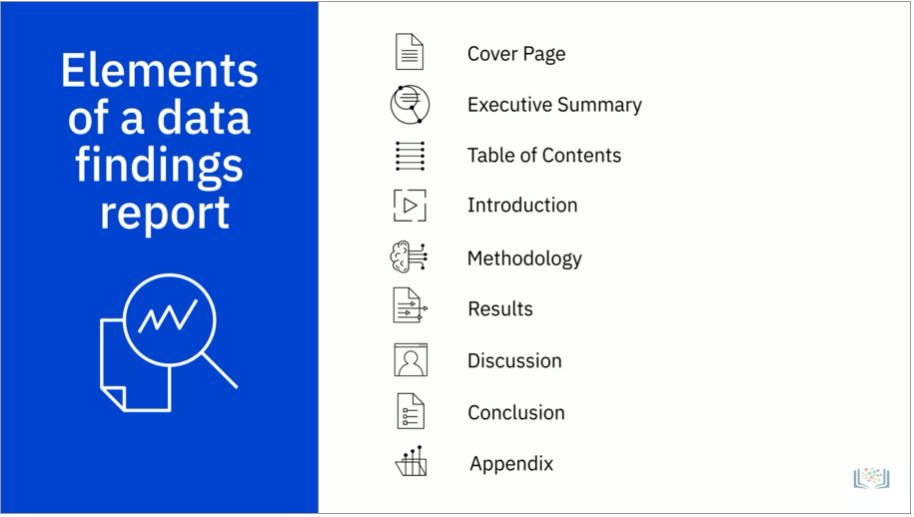 Elements
of a data
findings
report
Cover Page
Executive Summary
Table of Contents
Introduction
Methodology
Results
Discussion
Conclusion
Appendix